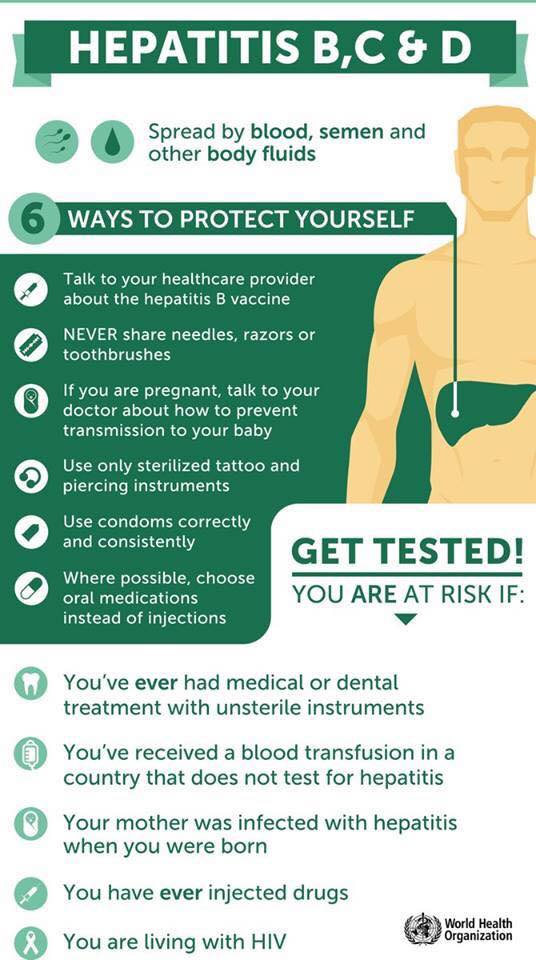 HEPATITIS B,C & D
Spread by blood, semen and
other body fluids
6 WAYS TO PROTECT YOURSELF
Talk to your healthcare provider
about the hepatitis B vaccine
NEVER share needles, razors or
toothbrushes
If you are pregnant, talk to your
doctor about how to prevent
transmission to your baby
Use only sterilized tattoo and
piercing instruments
Use condoms correctly
and consistently
Where possible, choose
oral medications
instead of injections
GET TESTED!
YOU ARE AT RISK IF:
You've ever had medical or dental
treatment with unsterile instruments
You've received a blood transfusion in a
country that does not test for hepatitis
Your mother was infected with hepatitis
when you were born
You have ever injected drugs
You are living with HIV
World Health
Organization